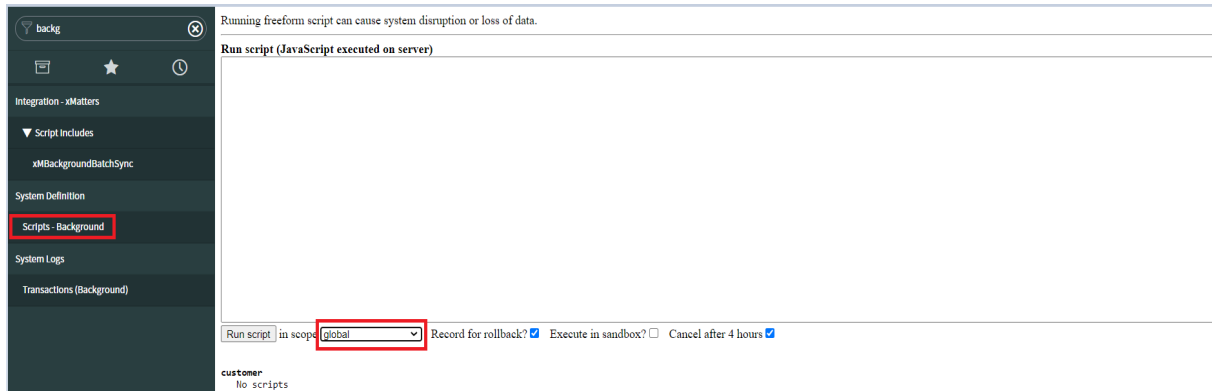 backg
Integration - xMatters
▼ Script Includes
xMBackgroundBatchSync
System Definition
Scripts - Background
System Logs
Transactions (Background)
Running freeform script can cause system disruption or loss of data.
Run script (JavaScript executed on server)
Run script in scope global Record for rollback? Execute in sandbox? Cancel after 4 hours
customer
No scripts